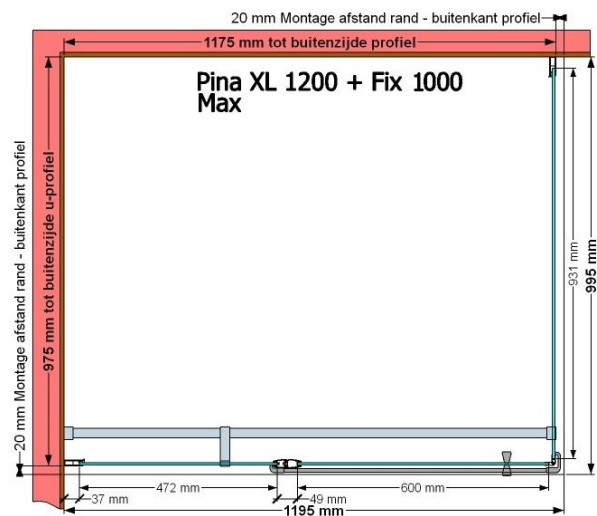 20 mm Montage afstand rand - buitenkant profiel
1175 mm tot buitenzijde profiel
Pina XL 1200 + Fix 1000
Max
20 mm Montage afstand rand - buitenkant profiel
975 mm tot buitenzijde u-profiel
931 mm
995 mm
472 mm
600 mm
37 mm
49 mm
1195 mm